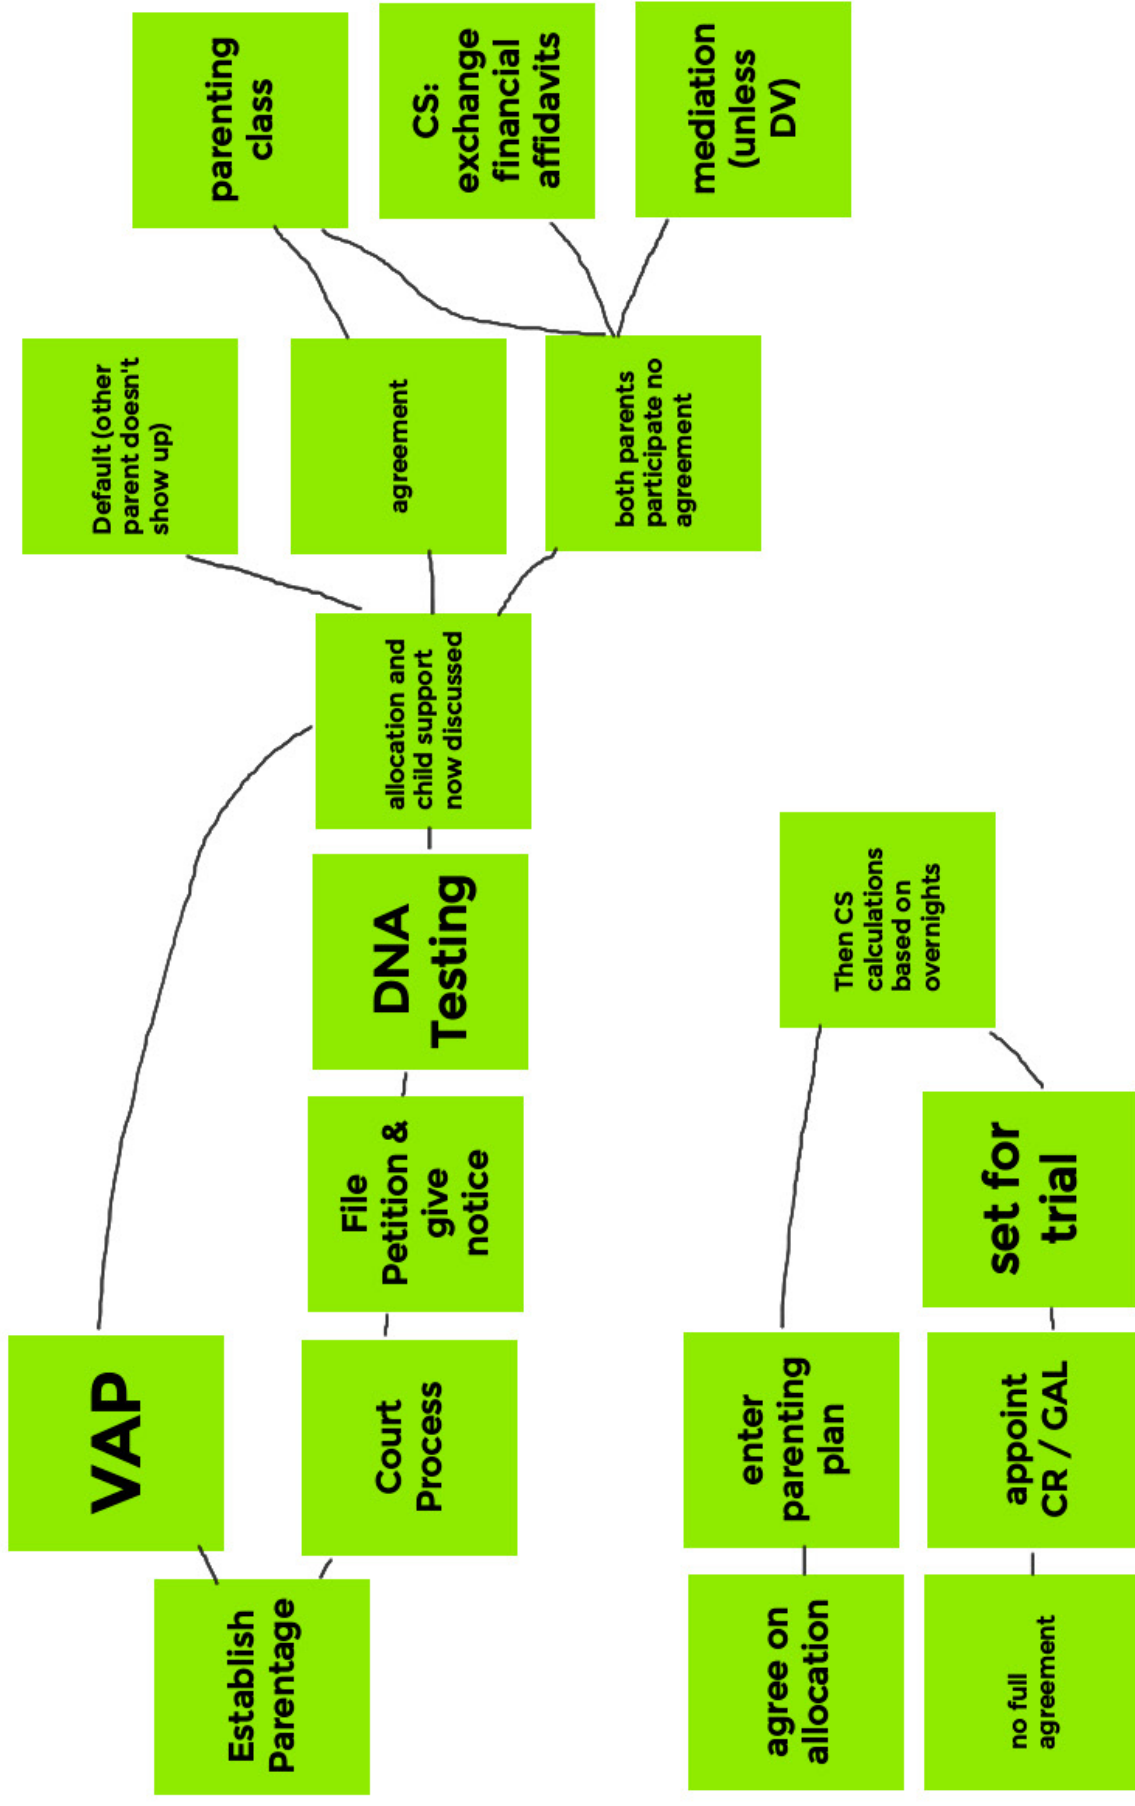 Establish
Parentage
VAP
Court
Process
File
Petition &
give
notice
DNA
Testing
allocation and
child support
now discussed
Default (other
parent doesn't
show up)
agreement
both parents
participate no
agreement
parenting
class
CS:
exchange
financial
affidavits
mediation
(unless
DV)
agree on
allocation
enter
parenting
plan
no full
agreement
appoint
CR / GAL
set for
trial
Then CS
calculations
based on
overnights